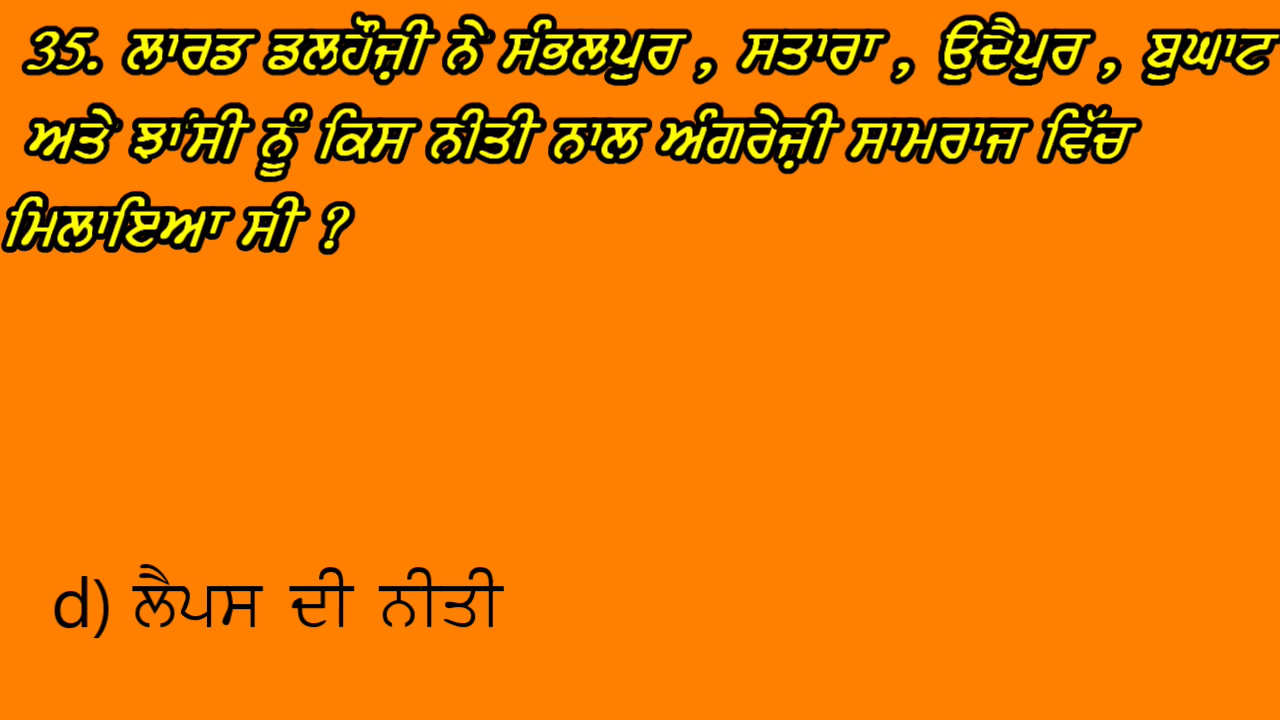 35. ਲਾਰਡ ਡਲਹੌਜ਼ੀ ਨੇ ਸੰਭਲਪੁਰ , ਸਤਾਰਾ , ਉਦੈਪੁਰ , ਬੁਘਾਟ
ਅਤੇ ਝਾਂਸੀ ਨੂੰ ਕਿਸ ਨੀਤੀ ਨਾਲ ਅੰਗਰੇਜ਼ੀ ਸਾਮਰਾਜ ਵਿੱਚ
ਮਿਲਾਇਆ ਸੀ ?
d) ਲੈਪਸ ਦੀ ਨੀਤੀ